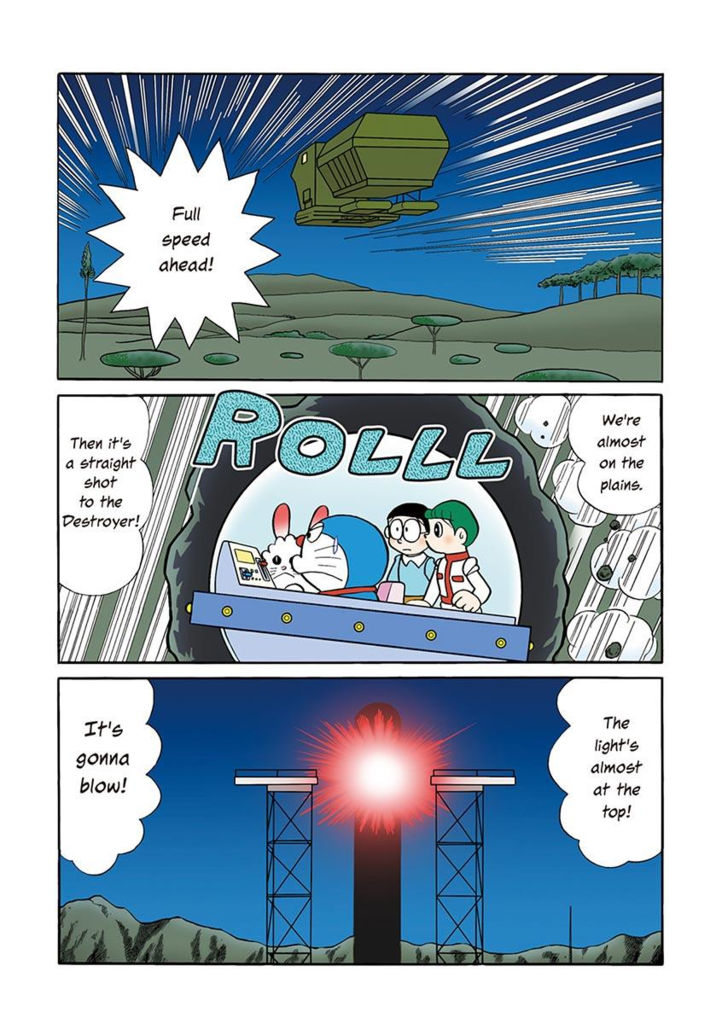 Full
speed
ahead!
ROLLL
We're
almost
on the
plains.
Then it's
a straight
shot
to the
Destroyer!
The
light's
almost
at the
top!
It's
gonna
blow!